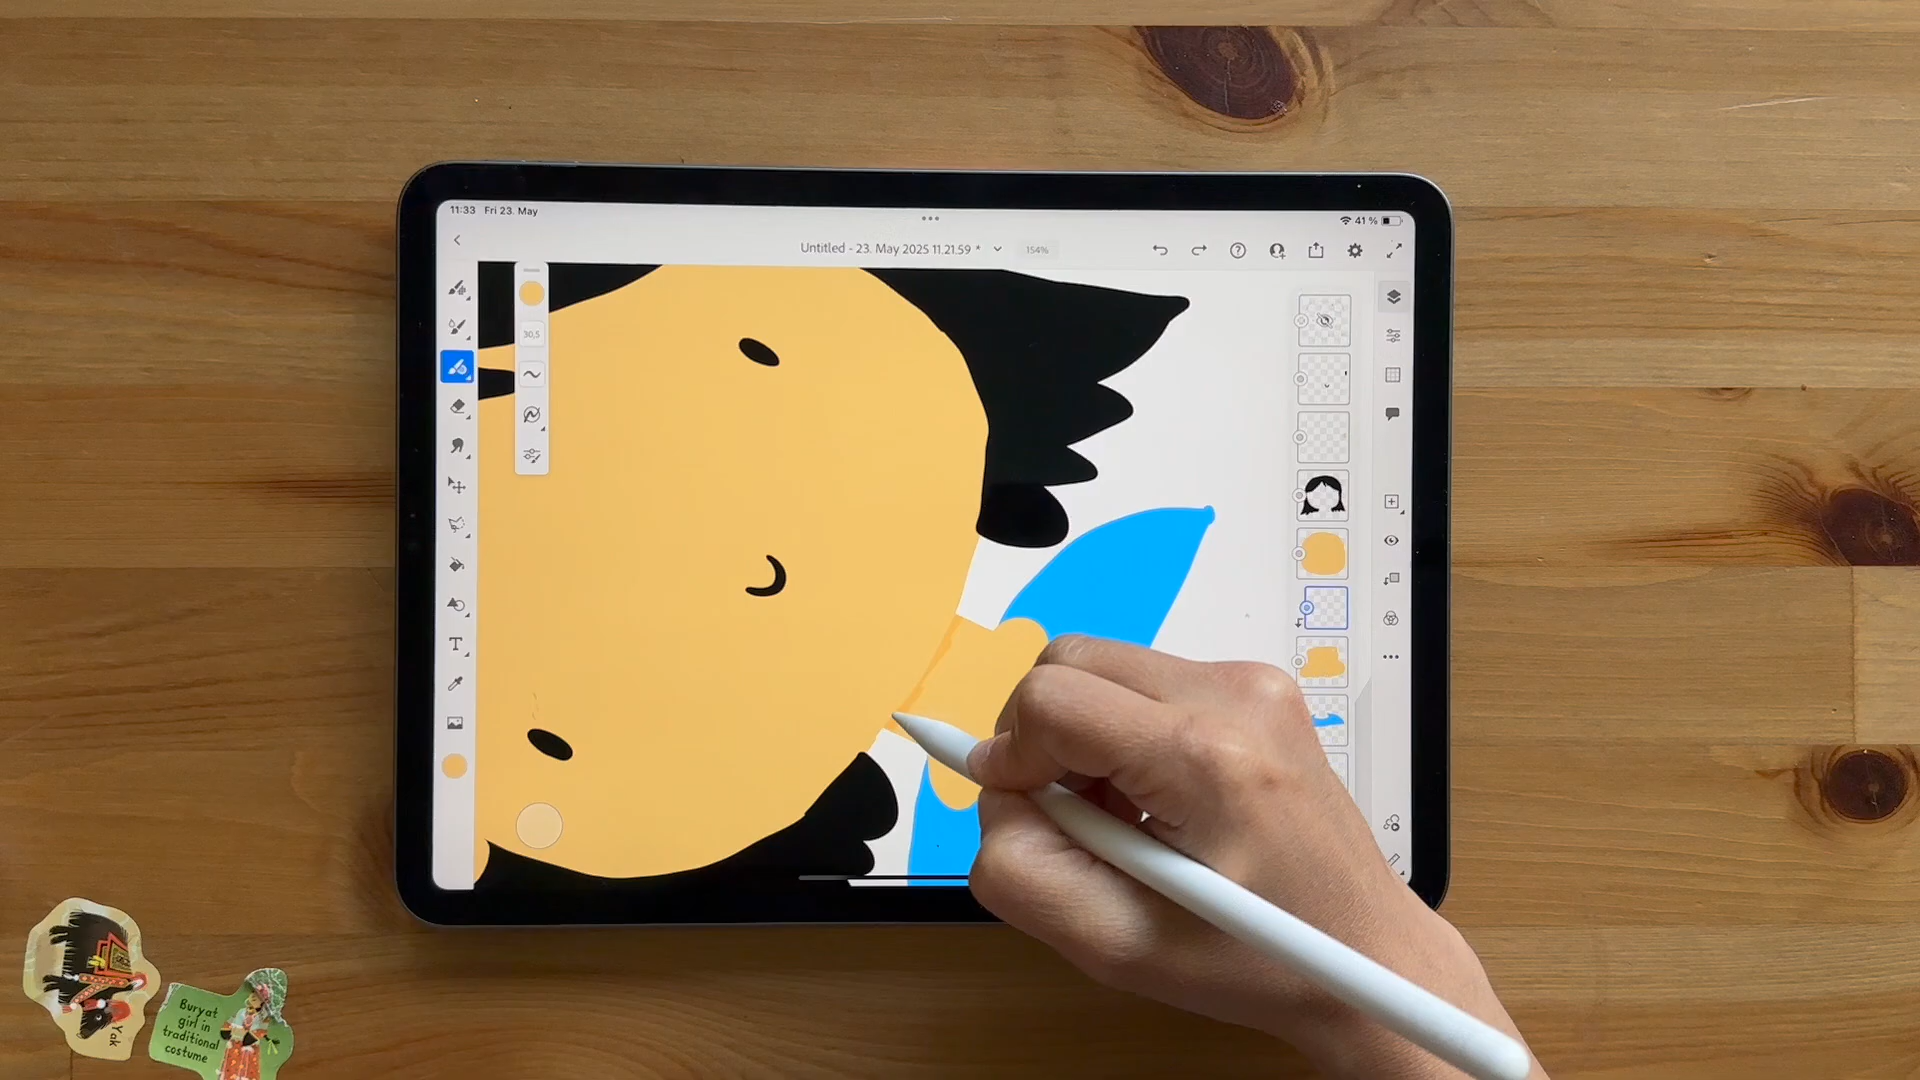 11:33 Fri 23. May
41 %
Untitled - 23. May 2025 11.21.59 *
154%
30,5
T
Yak
Buryat
girl in
traditional
costume